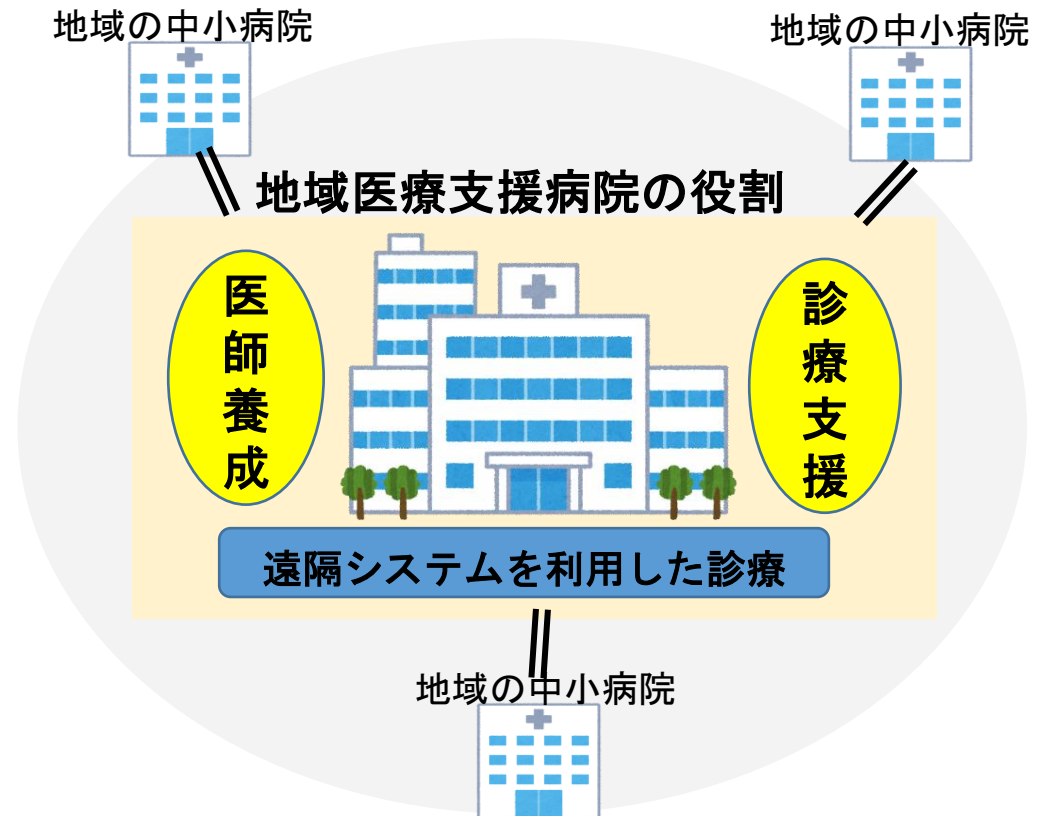 地域の中小病院
地域の中小病院
地域医療支援病院の役割
医師養成
診療支援
遠隔システムを利用した診療
地域の中小病院